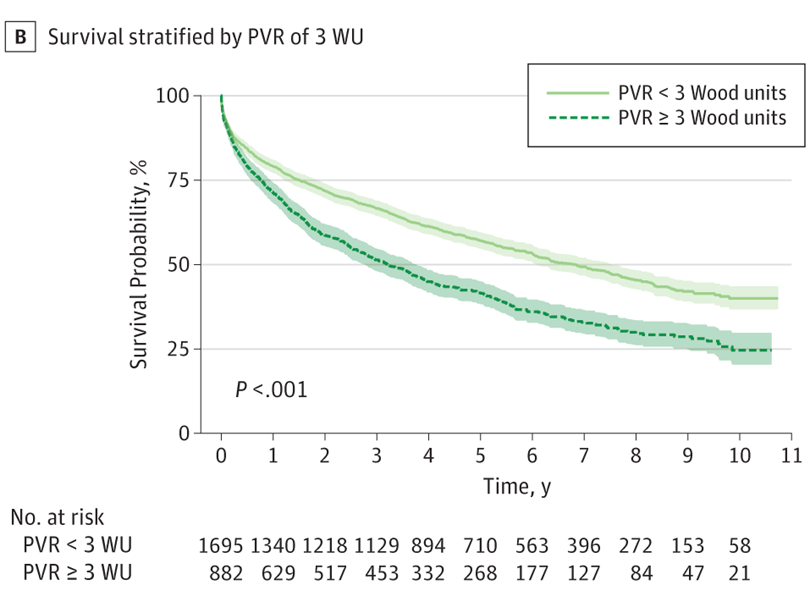 B Survival stratified by PVR of 3 WU
PVR < 3 Wood units
PVR ≥ 3 Wood units
Survival Probability, %
100
75
50
25
0
P <.001
0 1 2 3 4 5 6 7 8 9 10 11
Time, y
No. at risk
PVR < 3 WU 1695 1340 1218 1129 894 710 563 396 272 153 58
PVR ≥ 3 WU 882 629 517 453 332 268 177 127 84 47 21